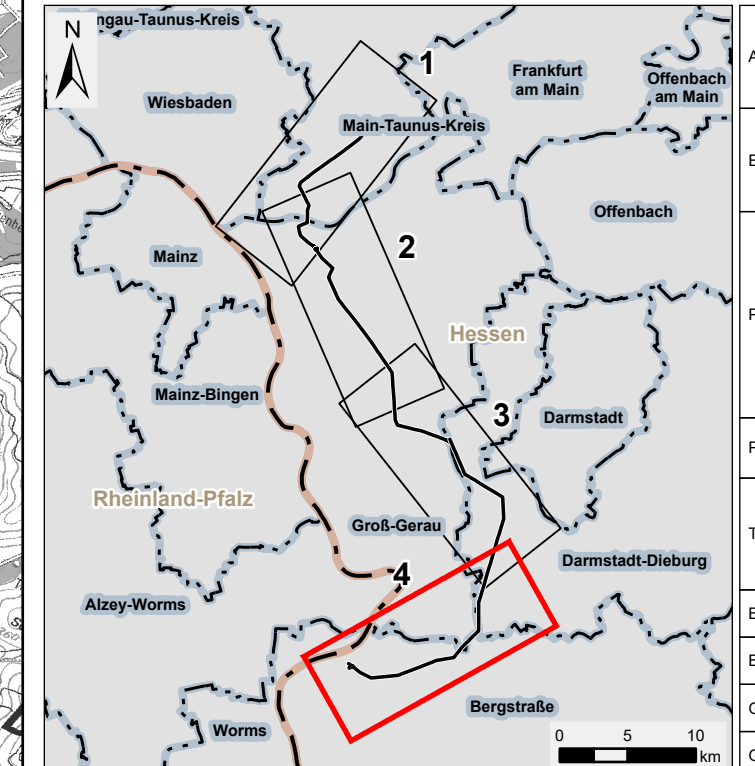 ngau-Taunus-Kreis
N
1
Frankfurt
am Main
Offenbach
am Main
Wiesbaden
Main-Taunus-Kreis
Offenbach
2
Mainz
Hessen
Mainz-Bingen
3
Darmstadt
Rheinland-Pfalz
Groß-Gerau
Darmstadt-Dieburg
4
Alzey-Worms
Bergstraße
Worms
0 5 10
km